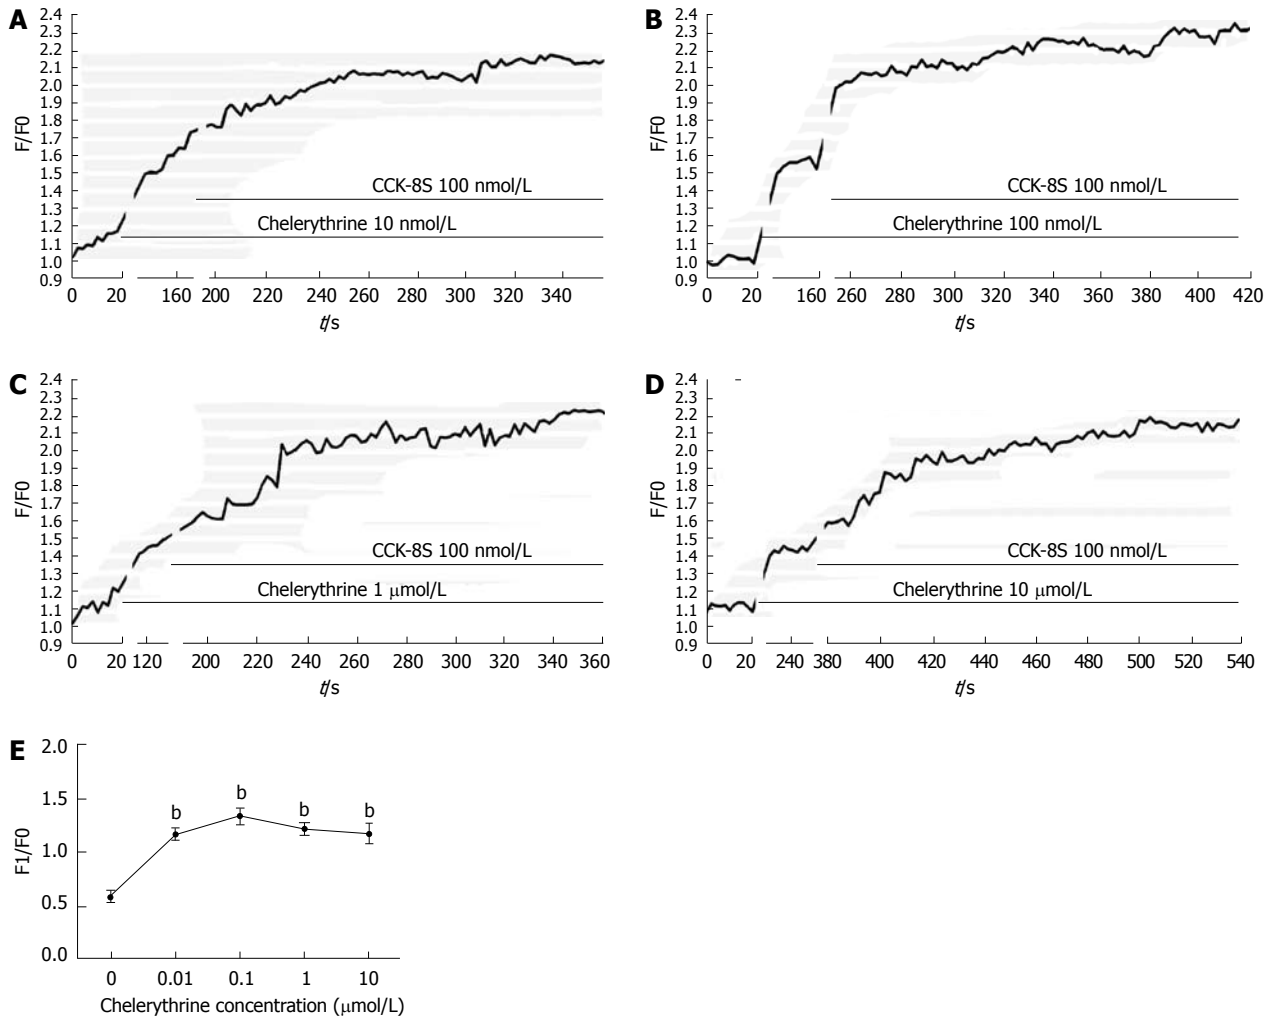 A
2.4
2.3
2.2
2.1
2.0
1.9
1.8
1.7
1.6
1.5
1.4
1.3
1.2
1.1
1.0
0.9
F/F0
CCK-8S 100 nmol/L
Chelerythrine 10 nmol/L
0 20 160 200 220 240 260 280 300 320 340
t/s
B
2.4
2.3
2.2
2.1
2.0
1.9
1.8
1.7
1.6
1.5
1.4
1.3
1.2
1.1
1.0
0.9
F/F0
CCK-8S 100 nmol/L
Chelerythrine 100 nmol/L
0 20 160 260 280 300 320 340 360 380 400 420
t/s
C
2.4
2.3
2.2
2.1
2.0
1.9
1.8
1.7
1.6
1.5
1.4
1.3
1.2
1.1
1.0
0.9
F/F0
CCK-8S 100 nmol/L
Chelerythrine 1 μmol/L
0 20 120 200 220 240 260 280 300 320 340 360
t/s
D
2.4
2.3
2.2
2.1
2.0
1.9
1.8
1.7
1.6
1.5
1.4
1.3
1.2
1.1
1.0
0.9
F/F0
CCK-8S 100 nmol/L
Chelerythrine 10 μmol/L
0 20 240 380 400 420 440 460 480 500 520 540
t/s
E
2.0
1.5
1.0
0.5
0.0
F1/F0
b b b b
0 0.01 0.1 1 10
Chelerythrine concentration (μmol/L)